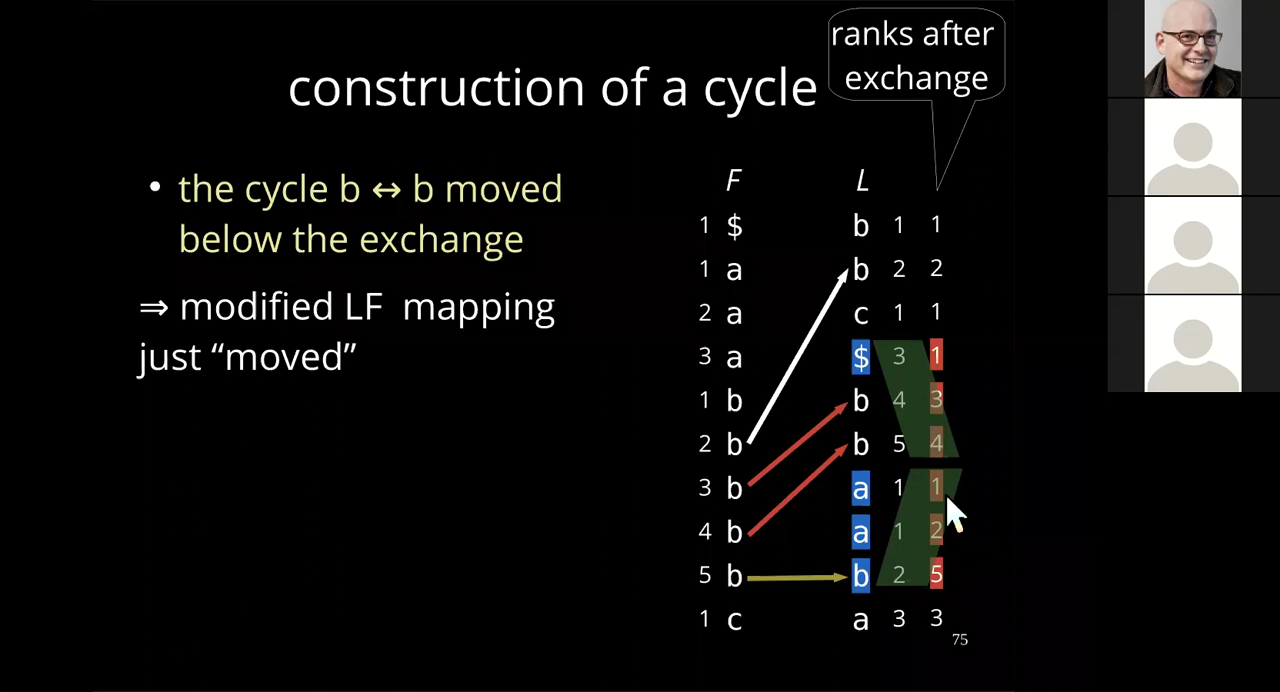 ranks after
exchange
construction of a cycle
• the cycle b ↔ b moved
below the exchange
⇒ modified LF mapping
just “moved”
F L
1 $ b 1 1
1 a b 2 2
2 a c 1 1
3 a $ 3 1
1 b b 4 3
2 b b 5 4
3 b a 1 1
4 b a 1 2
5 b b 2 5
1 c a 3 3
75